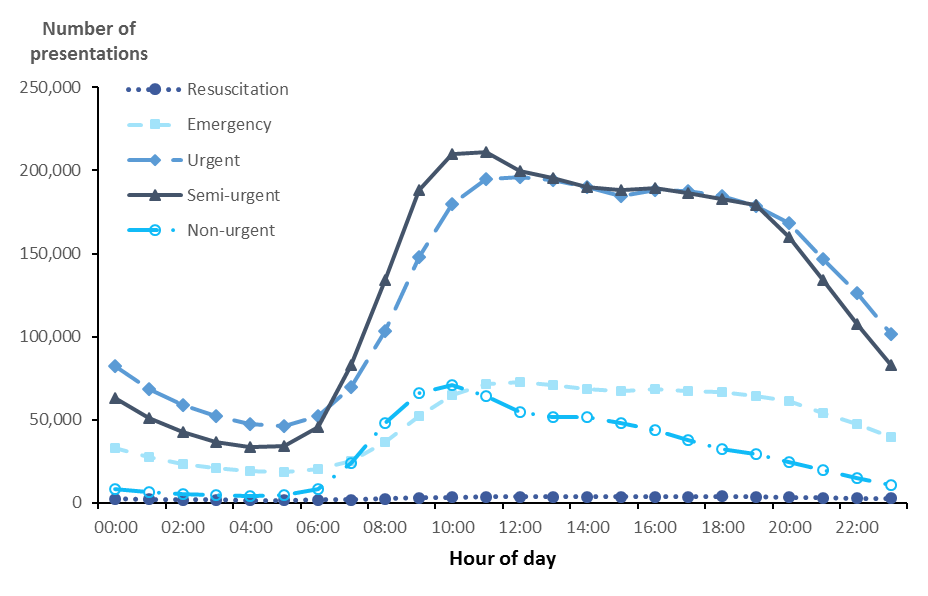 Number of
presentations
250,000
200,000
150,000
100,000
50,000
0
Resuscitation
Emergency
Urgent
Semi-urgent
Non-urgent
00:00 02:00 04:00 06:00 08:00 10:00 12:00 14:00 16:00 18:00 20:00 22:00
Hour of day